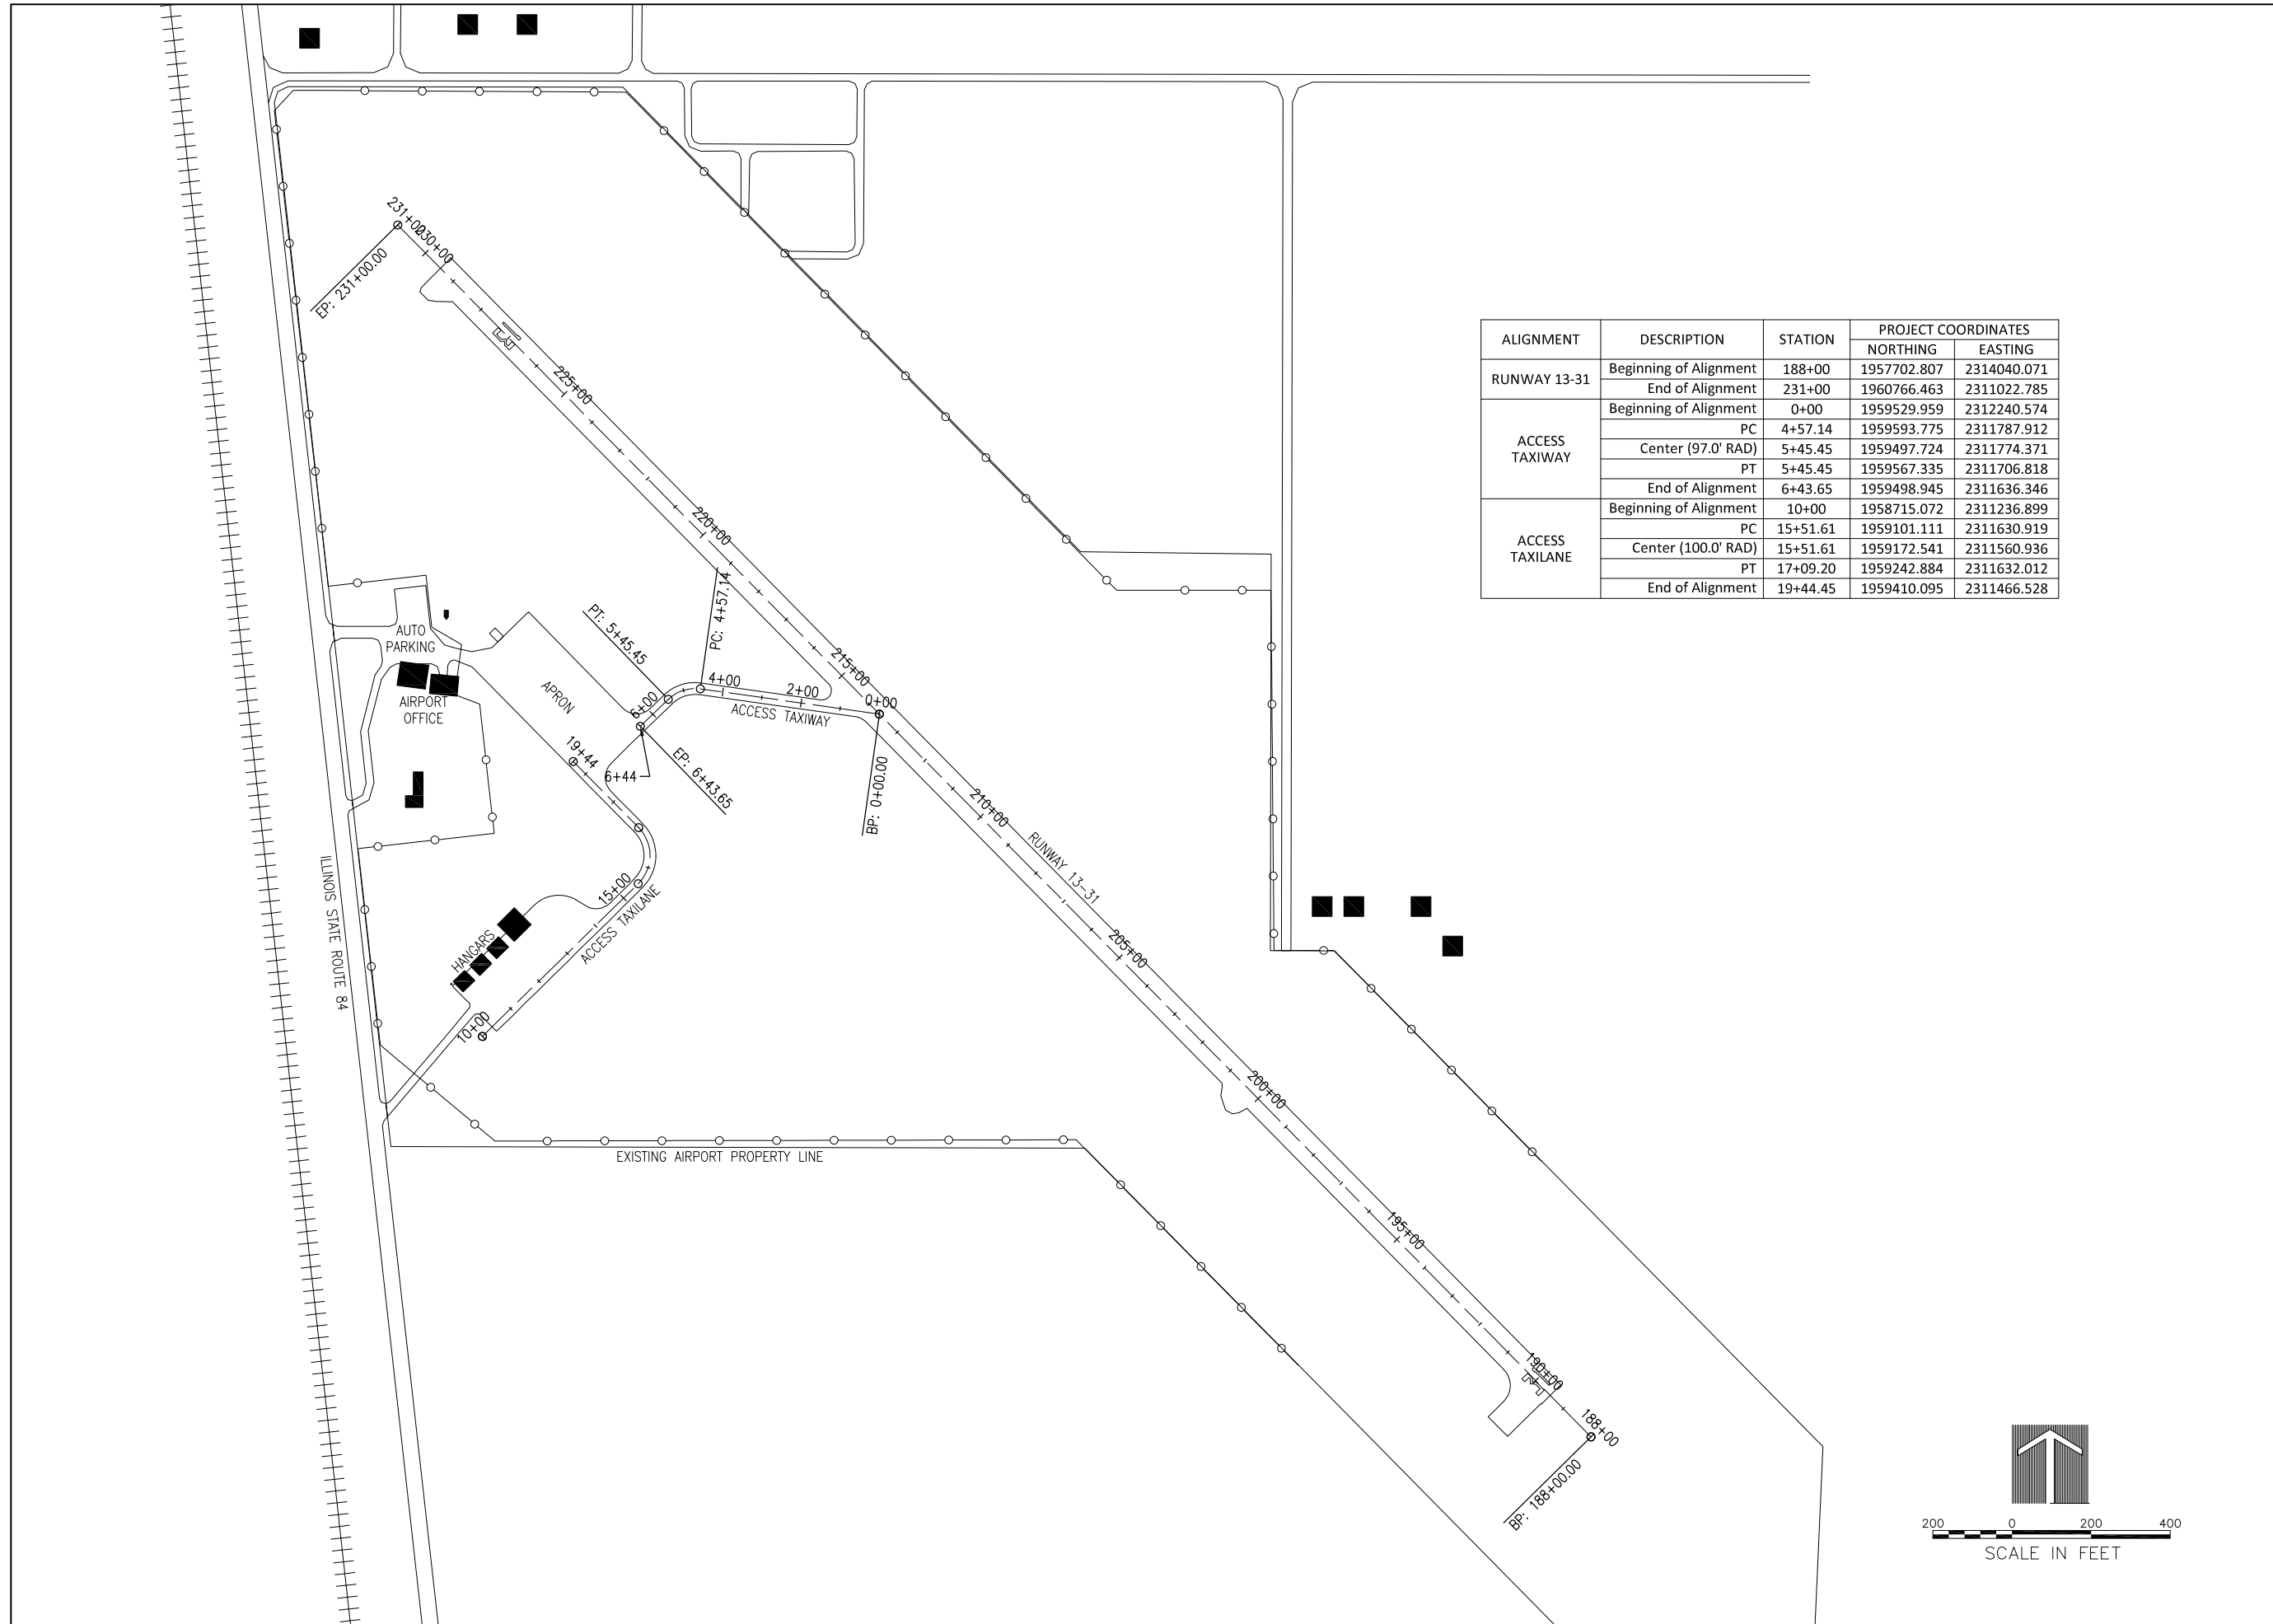 231+00
230+00
EP: 231+00.00
13
225+00
220+00
ALIGNMENT DESCRIPTION STATION PROJECT COORDINATES
NORTHING EASTING
RUNWAY 13-31 Beginning of Alignment 188+00 1957702.807 2314040.071
End of Alignment 231+00 1960766.463 2311022.785
ACCESS TAXIWAY Beginning of Alignment 0+00 1959529.959 2312240.574
PC 4+57.14 1959593.775 2311787.912
Center (97.0' RAD) 5+45.45 1959497.724 2311774.371
PT 5+45.45 1959567.335 2311706.818
End of Alignment 6+43.65 1959498.945 2311636.346
ACCESS TAXILANE Beginning of Alignment 10+00 1958715.072 2311236.899
PC 15+51.61 1959101.111 2311630.919
Center (100.0' RAD) 15+51.61 1959172.541 2311560.936
PT 17+09.20 1959242.884 2311632.012
End of Alignment 19+44.45 1959410.095 2311466.528
PC: 4+57.14
PT: 5+45.45
AUTO
PARKING
215+00
4+00
2+00
0+00
APRON
6+00
AIRPORT
OFFICE
ACCESS TAXIWAY
19+44
6+44
EP: 6+43.65
BP: 0+00.00
210+00
RUNWAY 13-31
15+00
ACCESS TAXILANE
HANGARS
ILLINOIS STATE ROUTE 84
205+00
10+00
200+00
EXISTING AIRPORT PROPERTY LINE
195+00
190+00
31
188+00
BP: 188+00.00
200 0 200 400
SCALE IN FEET